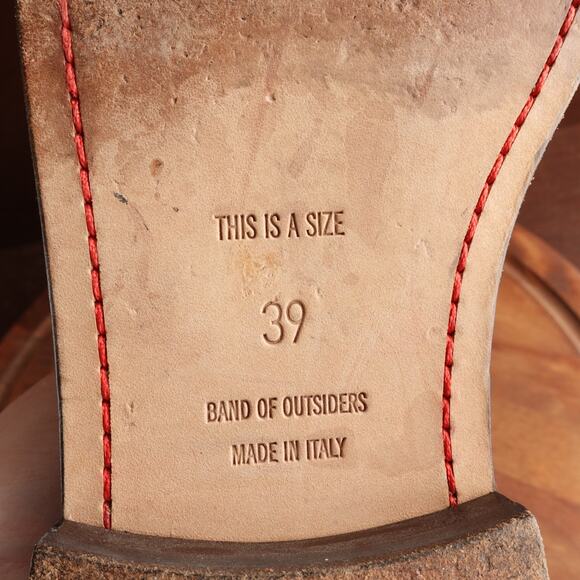 THIS IS A SIZE
39
BAND OF OUTSIDERS
MADE IN ITALY